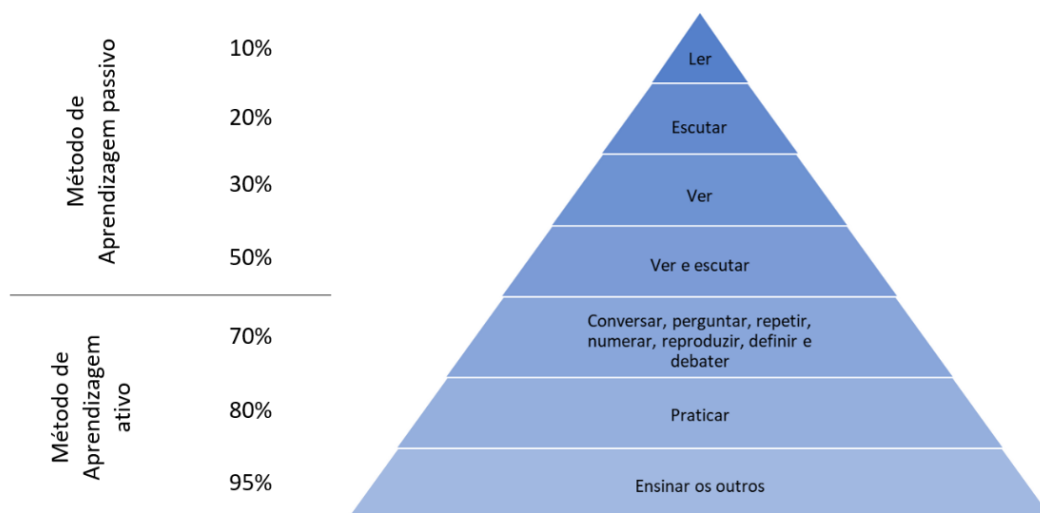 Método de
Aprendizagem passivo
10%
Ler
20%
Escutar
30%
Ver
50%
Ver e escutar
Método de
Aprendizagem
ativo
70%
Conversar, perguntar, repetir,
numerar, reproduzir, definir e
debater
80%
Praticar
95%
Ensinar os outros